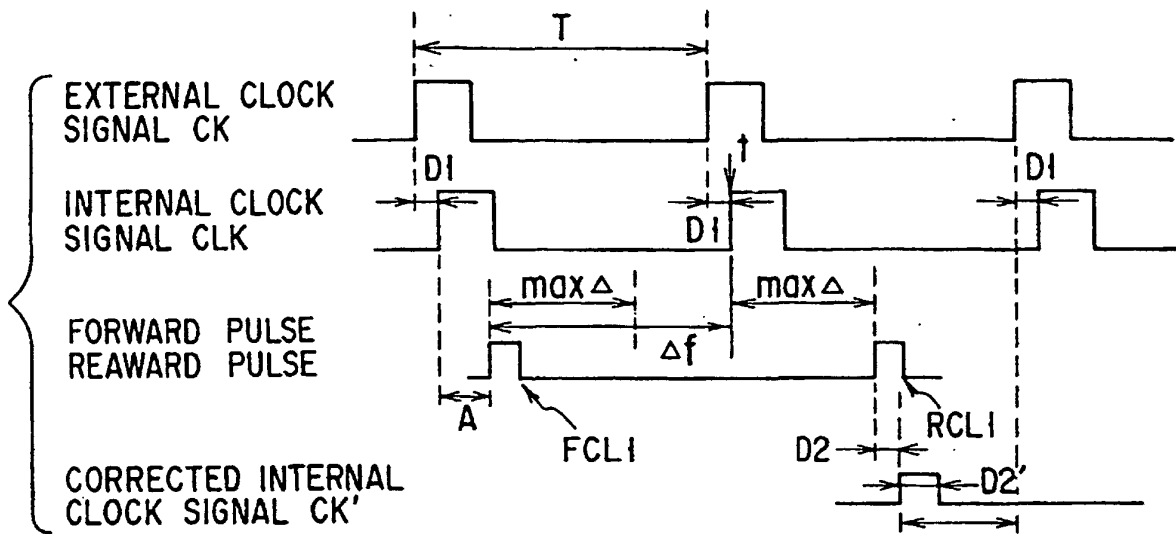 T
EXTERNAL CLOCK
SIGNAL CK
t
D1
D1
INTERNAL CLOCK
SIGNAL CLK
D1
max Δ
max Δ
FORWARD PULSE
REAWARD PULSE
Δf
A
FCL1
RCL1
D2
CORRECTED INTERNAL
CLOCK SIGNAL CK'
D2'